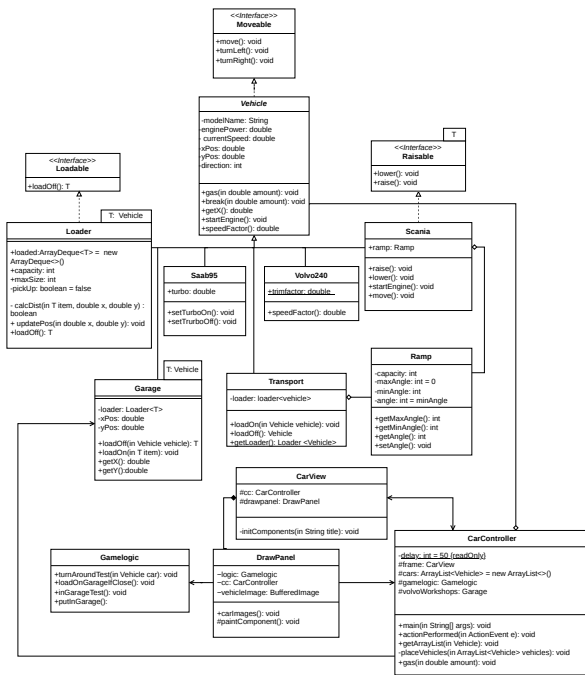 <<Interface>>
Moveable
+move(): void
+turnLeft(): void
+turnRight(): void
Vehicle
-modelName: String
-enginePower: double
- currentSpeed: double
-xPos: double
-yPos: double
-direction: int
+gas(in double amount): void
+break(in double amount): void
+getX(): double
+startEngine(): void
+speedFactor(): double
T
<<Interface>>
Raisable
+lower(): void
+raise(): void
<<Interface>>
Loadable
+loadOff(): T
T: Vehicle
Loader
+loaded:ArrayDeque<T> = new
ArrayDeque<>()
+capacity: int
+maxSize: int
-pickUp: boolean = false
- calcDist(in T item, double x, double y) :
boolean
+ updatePos(in double x, double y): void
+loadOff(): T
Scania
+ramp: Ramp
+raise(): void
+lower(): void
+startEngine(): void
+move(): void
Saab95
+turbo: double
+setTurboOn(): void
+setTrurboOff(): void
Volvo240
+trimfactor: double
+speedFactor(): double
Ramp
-capacity: int
-maxAngle: int = 0
-minAngle: int
-angle: int = minAngle
+getMaxAngle(): int
+getMinAngle(): int
+getAngle(): int
+setAngle(): void
T: Vehicle
Garage
-loader: Loader<T>
-xPos: double
-yPos: double
+loadOff(in Vehicle vehicle): T
+loadOn(in T item): void
+getX(): double
+getY():double
Transport
-loader: loader<vehicle>
+loadOn(in Vehicle vehicle): void
+loadOff(): Vehicle
+getLoader(): Loader <Vehicle>
CarView
#cc: CarController
#drawpanel: DrawPanel
-initComponents(in String title): void
CarController
-delay: int = 50 {readOnly}
#frame: CarView
#cars: ArrayList<Vehicle> = new ArrayList<>()
#gamelogic: Gamelogic
#volvoWorkshops: Garage
+main(in String[] args): void
+actionPerformed(in ActionEvent e): void
+getArrayList(in Vehicle): void
-placeVehicles(in ArrayList<Vehicle> vehicles): void
+gas(in double amount): void
Gamelogic
+turnAroundTest(in Vehicle car): void
+loadOnGarageIfClose(): void
+inGarageTest(): void
+putInGarage():
DrawPanel
~logic: Gamelogic
~cc: CarController
~vehicleImage: BufferedImage
+carImages(): void
#paintComponent(): void